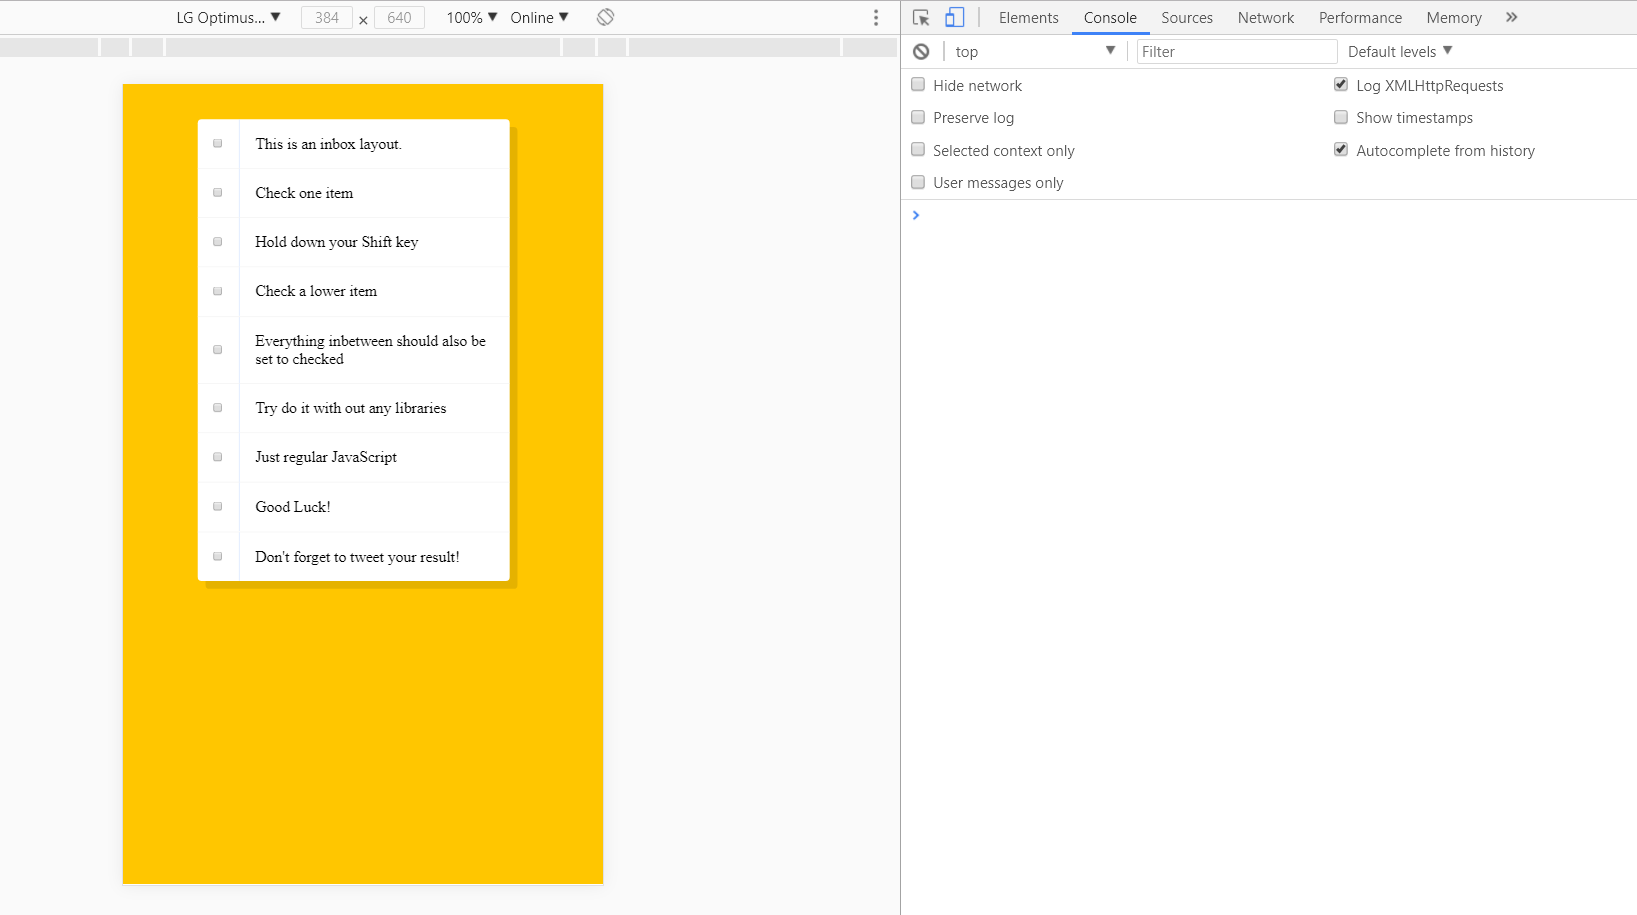 LG Optimus... ▼ 384 × 640 100% ▼ Online ▼
Elements Console Sources Network Performance Memory »
top ▼ Filter Default levels ▼
Hide network Log XMLHttpRequests
Preserve log Show timestamps
Selected context only Autocomplete from history
User messages only
This is an inbox layout.
Check one item
Hold down your Shift key
Check a lower item
Everything inbetween should also be
set to checked
Try do it with out any libraries
Just regular JavaScript
Good Luck!
Don't forget to tweet your result!